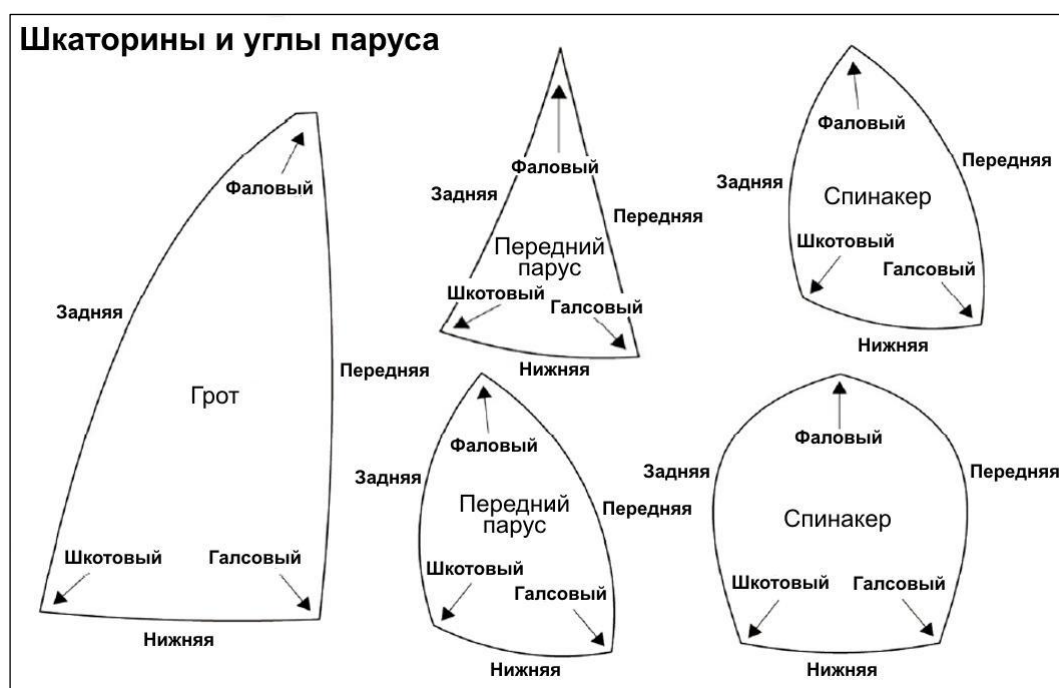 Шкаторины и углы паруса
Фаловый
Задняя
Передняя
Грот
Шкотовый
Галсовый
Нижняя
Фаловый
Задняя
Передняя
Передний
парус
Шкотовый
Галсовый
Нижняя
Фаловый
Передняя
Задняя
Спинакер
Шкотовый
Галсовый
Нижняя
Фаловый
Задняя
Передний
парус
Передняя
Шкотовый
Галсовый
Нижняя
Фаловый
Задняя
Передняя
Спинакер
Шкотовый
Галсовый
Нижняя